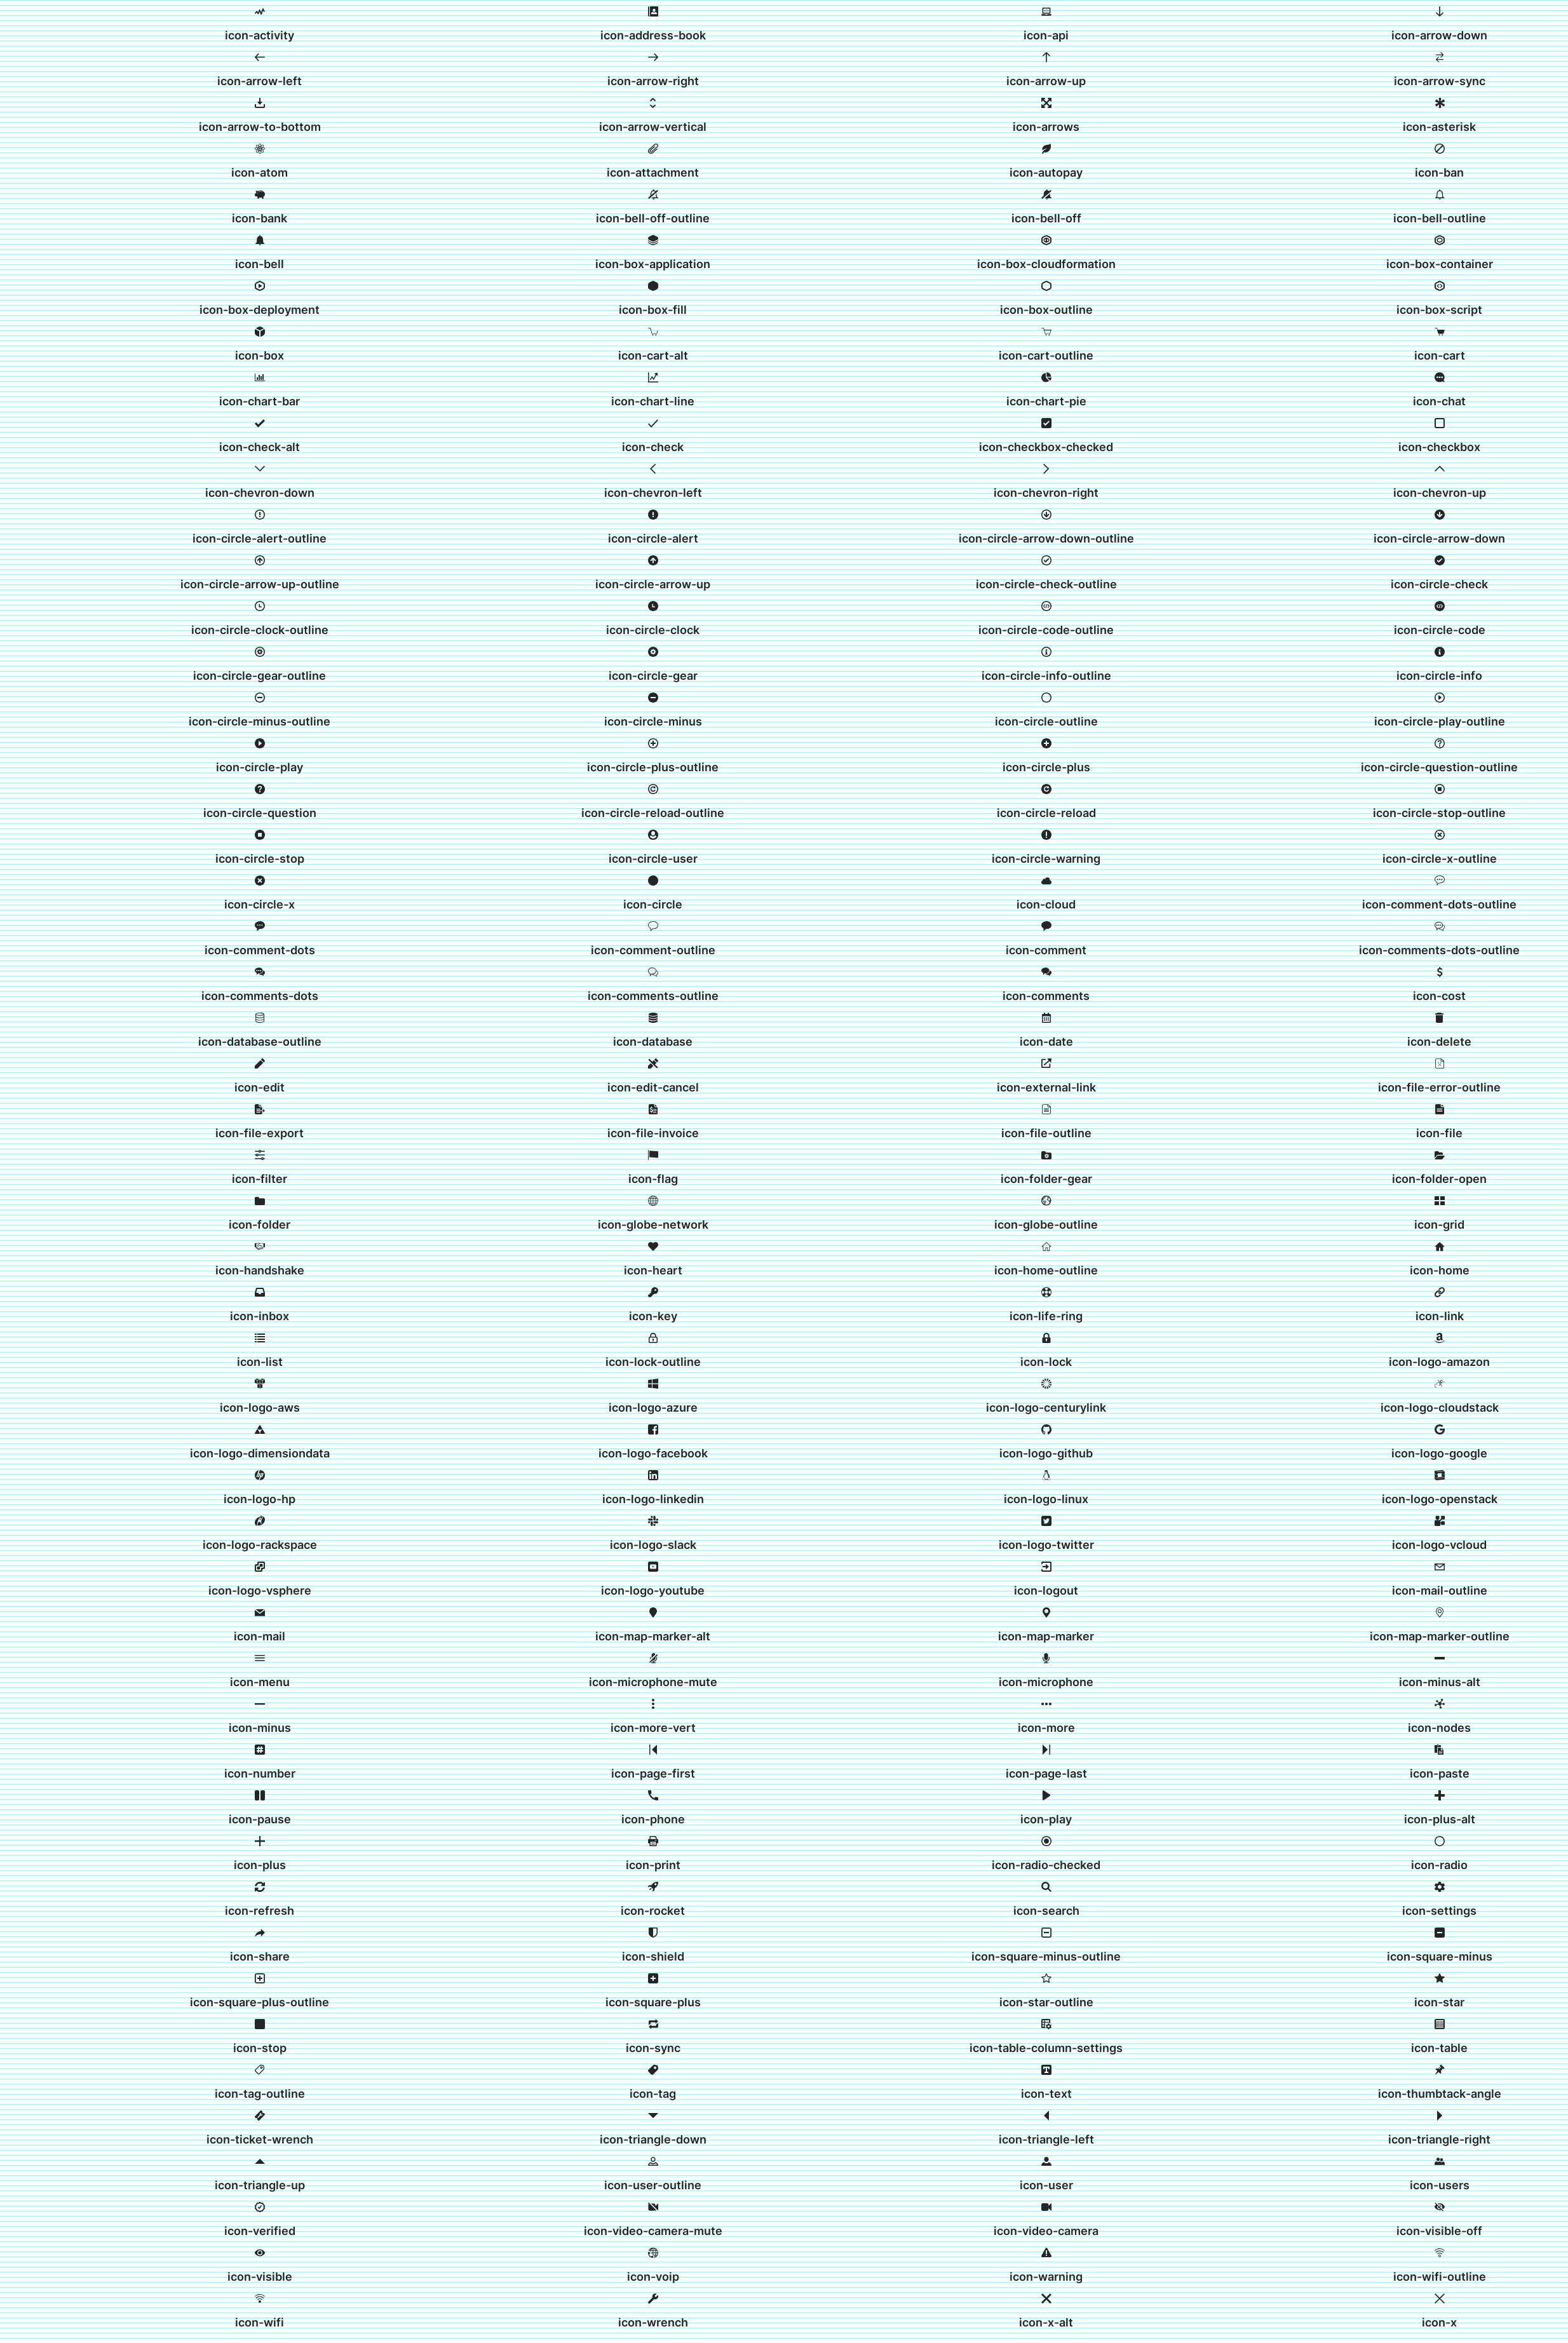 icon-activity icon-address-book icon-api icon-arrow-down
icon-arrow-left icon-arrow-right icon-arrow-up icon-arrow-sync
icon-arrow-to-bottom icon-arrow-vertical icon-arrows icon-asterisk
icon-atom icon-attachment icon-autopay icon-ban
icon-bank icon-bell-off-outline icon-bell-off icon-bell-outline
icon-bell icon-box-application icon-box-cloudformation icon-box-container
icon-box-deployment icon-box-fill icon-box-outline icon-box-script
icon-box icon-cart-alt icon-cart-outline icon-cart
icon-chart-bar icon-chart-line icon-chart-pie icon-chat
icon-check-alt icon-check icon-checkbox-checked icon-checkbox
icon-chevron-down icon-chevron-left icon-chevron-right icon-chevron-up
icon-circle-alert-outline icon-circle-alert icon-circle-arrow-down-outline icon-circle-arrow-down
icon-circle-arrow-up-outline icon-circle-arrow-up icon-circle-check-outline icon-circle-check
icon-circle-clock-outline icon-circle-clock icon-circle-code-outline icon-circle-code
icon-circle-gear-outline icon-circle-gear icon-circle-info-outline icon-circle-info
icon-circle-minus-outline icon-circle-minus icon-circle-outline icon-circle-play-outline
icon-circle-play icon-circle-plus-outline icon-circle-plus icon-circle-question-outline
icon-circle-question icon-circle-reload-outline icon-circle-reload icon-circle-stop-outline
icon-circle-stop icon-circle-user icon-circle-warning icon-circle-x-outline
icon-circle-x icon-circle icon-cloud icon-comment-dots-outline
icon-comment-dots icon-comment-outline icon-comment icon-comments-dots-outline
icon-comments-dots icon-comments-outline icon-comments icon-cost
icon-database-outline icon-database icon-date icon-delete
icon-edit icon-edit-cancel icon-external-link icon-file-error-outline
icon-file-export icon-file-invoice icon-file-outline icon-file
icon-filter icon-flag icon-folder-gear icon-folder-open
icon-folder icon-globe-network icon-globe-outline icon-grid
icon-handshake icon-heart icon-home-outline icon-home
icon-inbox icon-key icon-life-ring icon-link
icon-list icon-lock-outline icon-lock icon-logo-amazon
icon-logo-aws icon-logo-azure icon-logo-centurylink icon-logo-cloudstack
icon-logo-dimensiondata icon-logo-facebook icon-logo-github icon-logo-google
icon-logo-hp icon-logo-linkedin icon-logo-linux icon-logo-openstack
icon-logo-rackspace icon-logo-slack icon-logo-twitter icon-logo-vcloud
icon-logo-vsphere icon-logo-youtube icon-logout icon-mail-outline
icon-mail icon-map-marker-alt icon-map-marker icon-map-marker-outline
icon-menu icon-microphone-mute icon-microphone icon-minus-alt
icon-minus icon-more-vert icon-more icon-nodes
icon-number icon-page-first icon-page-last icon-paste
icon-pause icon-phone icon-play icon-plus-alt
icon-plus icon-print icon-radio-checked icon-radio
icon-refresh icon-rocket icon-search icon-settings
icon-share icon-shield icon-square-minus-outline icon-square-minus
icon-square-plus-outline icon-square-plus icon-star-outline icon-star
icon-stop icon-sync icon-table-column-settings icon-table
icon-tag-outline icon-tag icon-text icon-thumbtack-angle
icon-ticket-wrench icon-triangle-down icon-triangle-left icon-triangle-right
icon-triangle-up icon-user-outline icon-user icon-users
icon-verified icon-video-camera-mute icon-video-camera icon-visible-off
icon-visible icon-voip icon-warning icon-wifi-outline
icon-wifi icon-wrench icon-x-alt icon-x